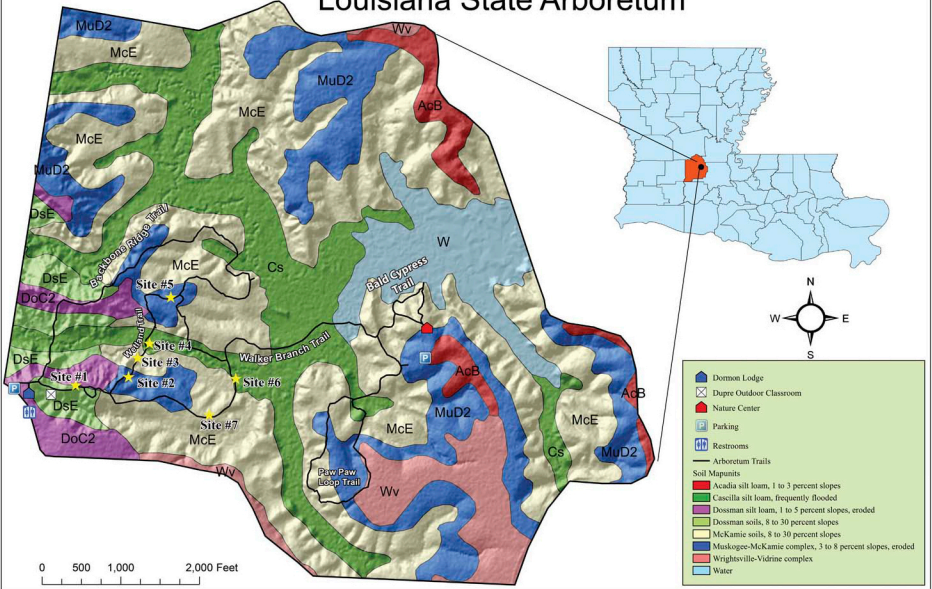 Louisiana State Arboretum
MuD2
McE
Wv
MuD2
McE
AcB
McE
MuD2
DsE
Backbone Ridge Trail
McE
Cs
W
DsE
Site #5
Bald Cypress
Trail
DoC2
Wetland Trail
Site #4
Walker Branch Trail
DsE
Site #3
P
Site #1
Site #2
Site #6
AcB
AcB
P
DsE
MuD2
McE
Site #7
McE
DoC2
McE
Cs
MuD2
Wv
Paw Paw
Loop Trail
Wv
0 500 1,000 2,000 Feet
N
W E
S
Dormon Lodge
Dupre Outdoor Classroom
Nature Center
P Parking
Restrooms
Arboretum Trails
Soil Mapunits
Acadia silt loam, 1 to 3 percent slopes
Cascilla silt loam, frequently flooded
Dossman silt loam, 1 to 5 percent slopes, eroded
Dossman soils, 8 to 30 percent slopes
McKamie soils, 8 to 30 percent slopes
Muskogee-McKamie complex, 3 to 8 percent slopes, eroded
Wrightsville-Vidrine complex
Water